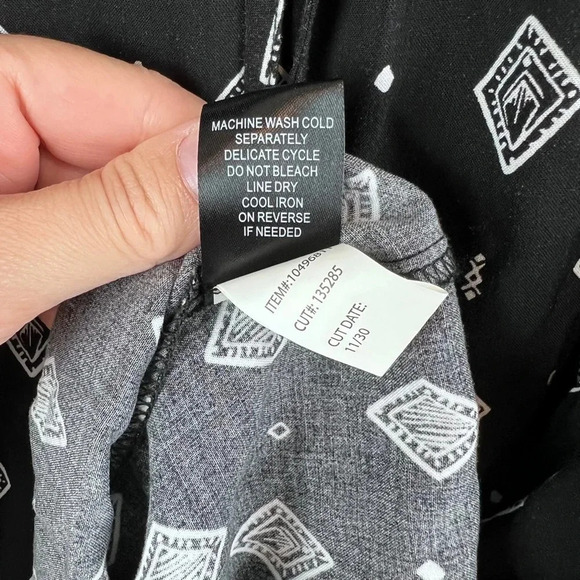 MACHINE WASH COLD
SEPARATELY
DELICATE CYCLE
DO NOT BLEACH
LINE DRY
COOL IRON
ON REVERSE
IF NEEDED
ITEM#:
CUT#: 135285
CUT DATE:
11/30